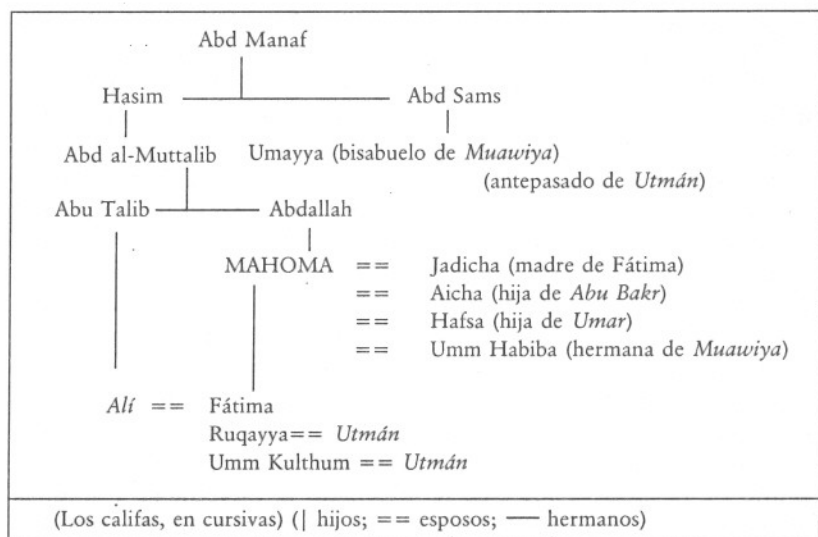 Abd Manaf
Hasim Abd Sams
Abd al-Muttalib Umayya (bisabuelo de Muawiya)
(antepasado de Utmán)
Abu Talib Abdallah
MAHOMA == Jadicha (madre de Fátima)
== Aicha (hija de Abu Bakr)
== Hafsa (hija de Umar)
== Umm Habiba (hermana de Muawiya)
Alí == Fátima
Ruqayya== Utmán
Umm Kulthum == Utmán
(Los califas, en cursivas) (| hijos; == esposos; — hermanos)